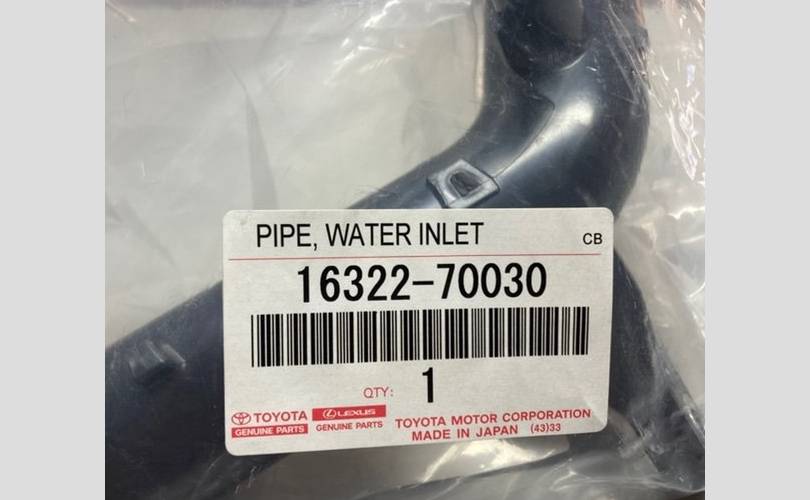 PIPE, WATER INLET
CB
16322-70030
QTY: 1
TOYOTA
GENUINE PARTS
LEXUS
GENUINE PARTS
TOYOTA MOTOR CORPORATION
MADE IN JAPAN (43)33